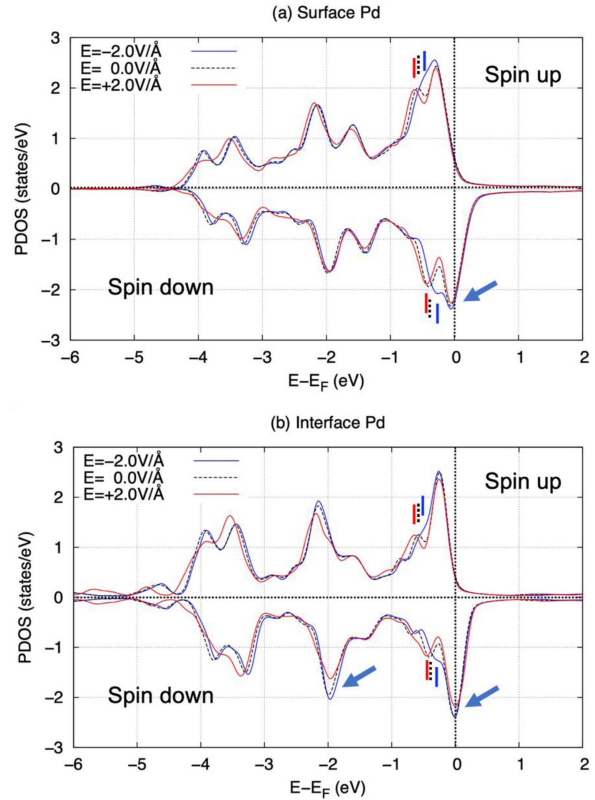 (a) Surface Pd
E=−2.0V/Å
E= 0.0V/Å
E=+2.0V/Å
Spin up
Spin down
PDOS (states/eV)
3
2
1
0
−1
−2
−3
−6 −5 −4 −3 −2 −1 0 1 2
E−E_F (eV)
(b) Interface Pd
E=−2.0V/Å
E= 0.0V/Å
E=+2.0V/Å
Spin up
Spin down
PDOS (states/eV)
3
2
1
0
−1
−2
−3
−6 −5 −4 −3 −2 −1 0 1 2
E−E_F (eV)